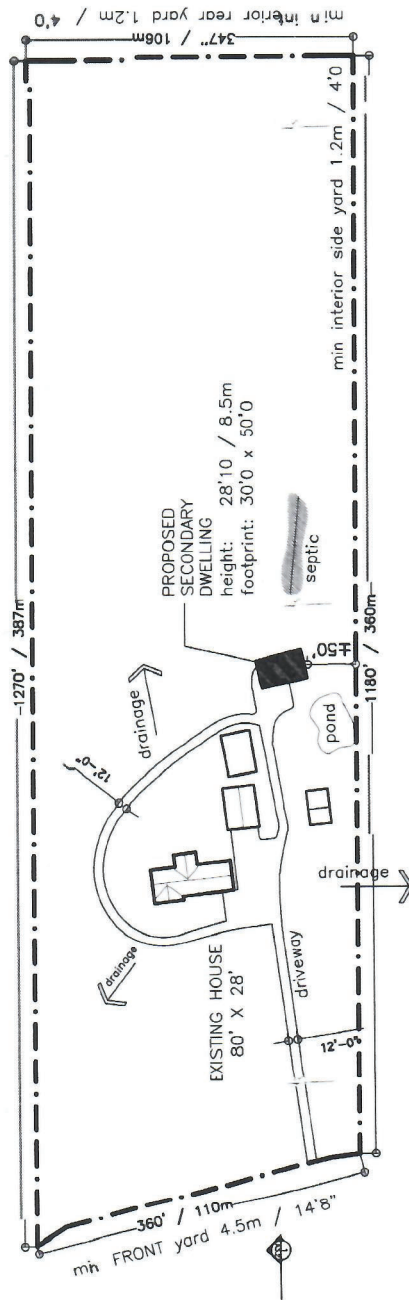 min interior rear yard 1.2m / 4'0
347'' / 106m
-1270' / 387m
min interior side yard 1.2m / 4'0
PROPOSED
SECONDARY
DWELLING
height: 28'10 / 8.5m
footprint: 30'0 x 50'0
septic
±50'
1180' / 360m
pond
drainage
12'-0"
drainage
drainage
EXISTING HOUSE
80' X 28'
driveway
12'-0"
360' / 110m
min FRONT yard 4.5m / 14'8"